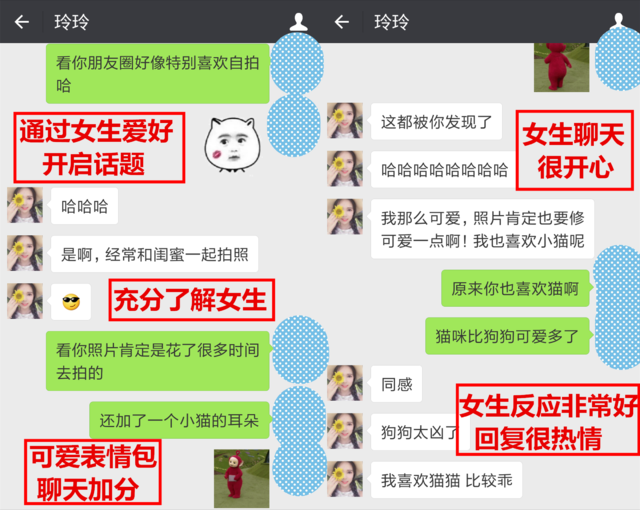 玲玲
看你朋友圈好像特别喜欢自拍
哈
通过女生爱好
开启话题
哈哈哈
是啊，经常和闺蜜一起拍照
充分了解女生
看你照片肯定是花了很多时间
去拍的
还加了一个小猫的耳朵
可爱表情包
聊天加分
玲玲
这都被你发现了
女生聊天
很开心
哈哈哈哈哈哈哈哈
我那么可爱，照片肯定也要修
可爱一点啊！我也喜欢小猫呢
原来你也喜欢猫啊
猫咪比狗狗可爱多了
同感
狗狗太凶了
女生反应非常好
回复很热情
我喜欢猫猫 比较乖